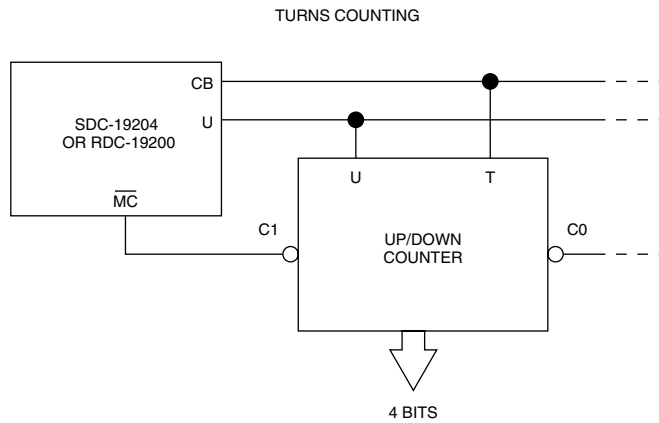 TURNS COUNTING
CB
SDC-19204
OR RDC-19200
U
MC
U
T
C1
C0
UP/DOWN
COUNTER
4 BITS